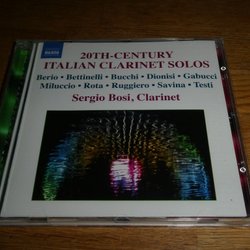 NAXOS
20TH-CENTURY
ITALIAN CLARINET SOLOS
Berio • Bettinelli • Bucchi • Dionisi • Gabucci
Miluccio • Rota • Ruggiero • Savina • Testi
Sergio Bosi, Clarinet